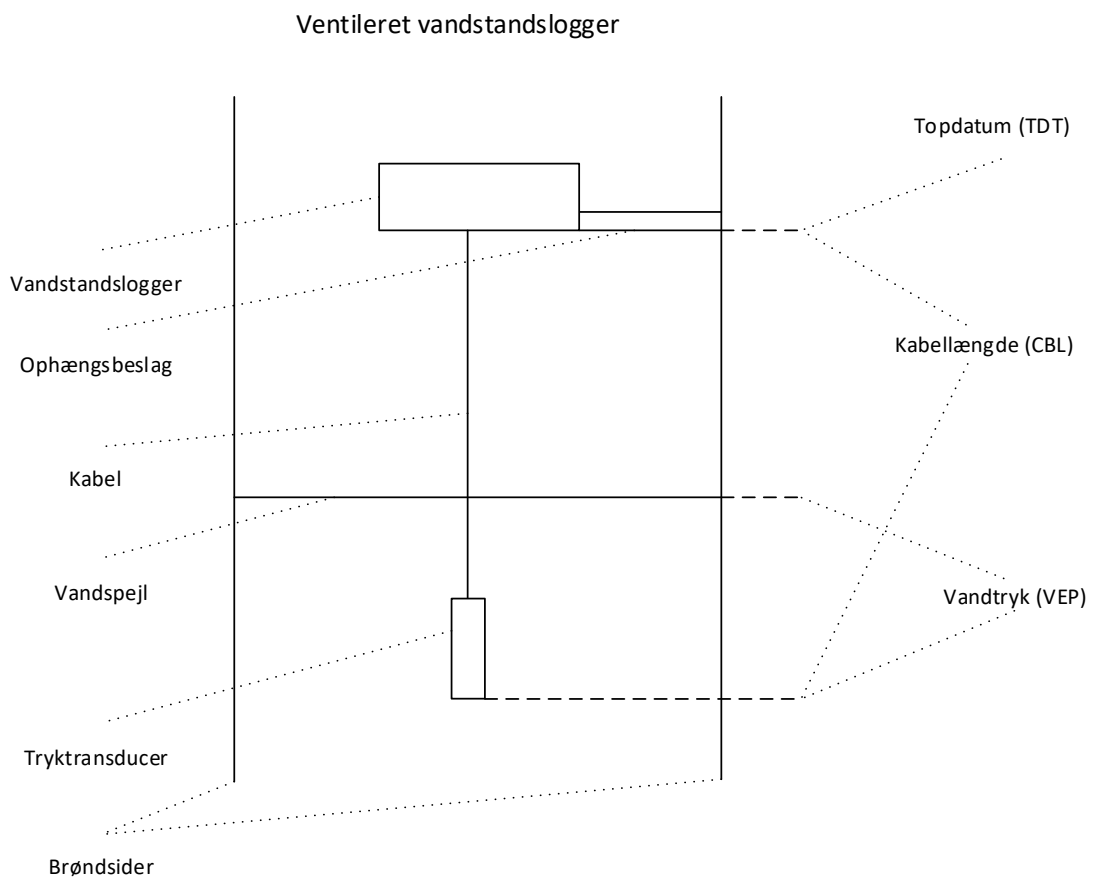 Ventileret vandstandslogger
Topdatum (TDT)
Vandstandslogger
Kabellængde (CBL)
Ophængsbeslag
Kabel
Vandspejl
Vandtryk (VEP)
Tryktransducer
Brøndsider